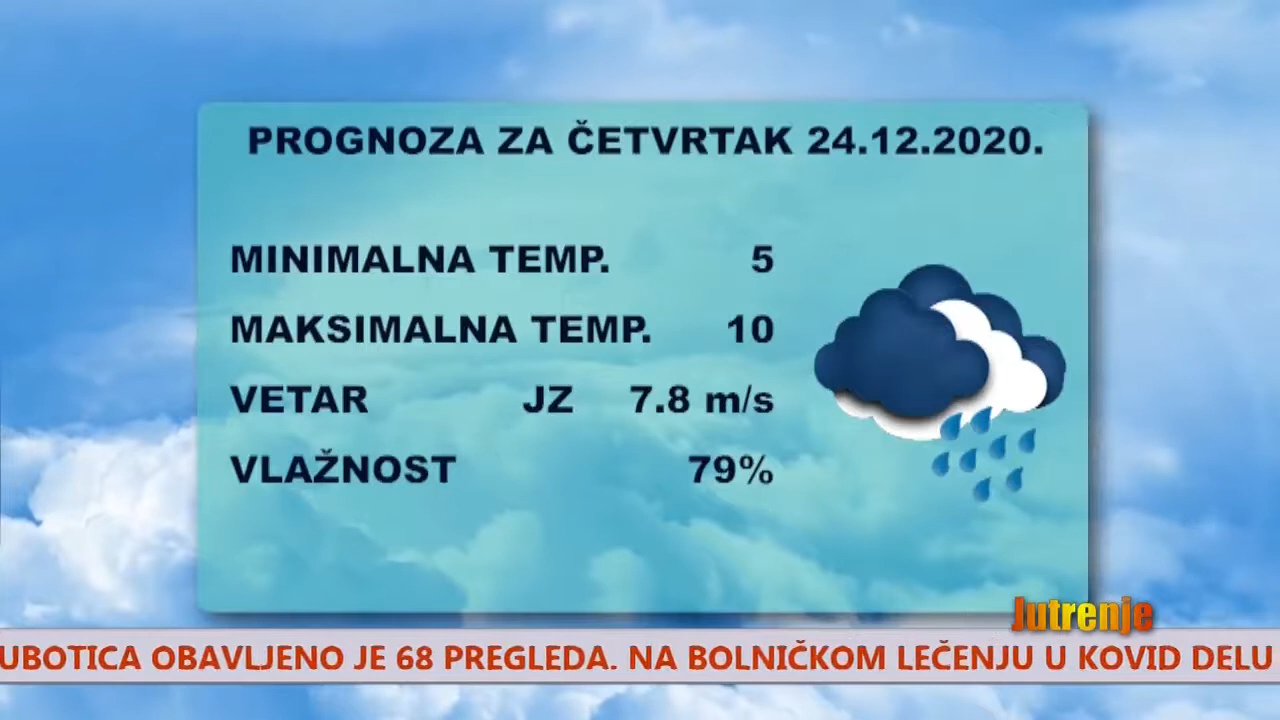 PROGNOZA ZA ČETVRTAK 24.12.2020.
MINIMALNA TEMP. 5
MAKSIMALNA TEMP. 10
VETAR JZ 7.8 m/s
VLAŽNOST 79%
Jutrenje
UBOTICA OBAVLJENO JE 68 PREGLEDA. NA BOLNIČKOM LEČENJU U KOVID DELU